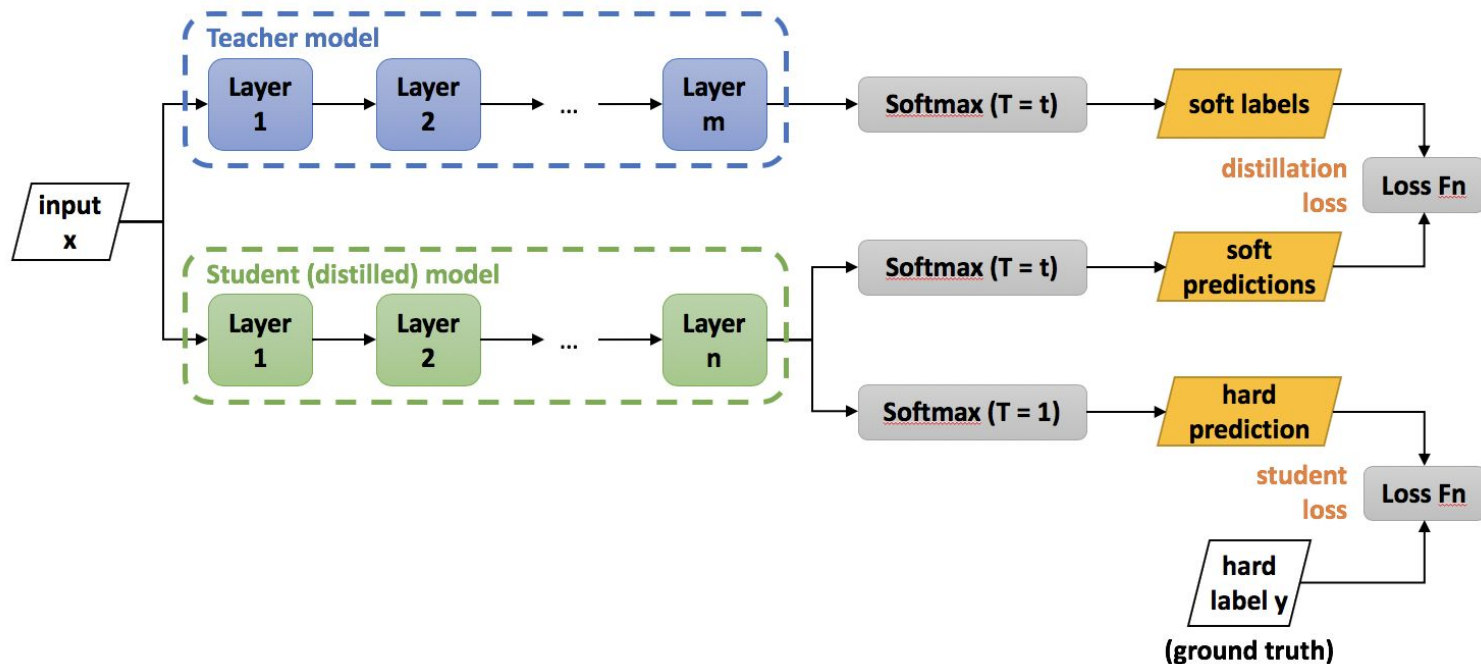 Teacher model
Layer
1
Layer
2
...
Layer
m
Softmax (T = t)
soft labels
input
x
distillation
loss
Loss Fn
Student (distilled) model
Layer
1
Layer
2
...
Layer
n
Softmax (T = t)
soft
predictions
Softmax (T = 1)
hard
prediction
student
loss
Loss Fn
hard
label y
(ground truth)